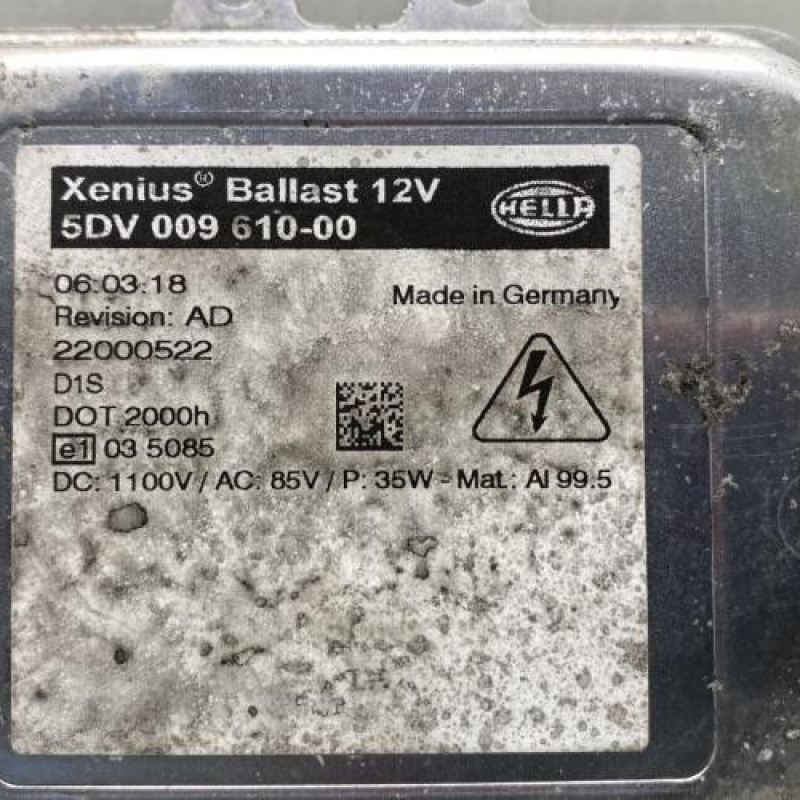 Xenius® Ballast 12V
5DV 009 610-00
HELLA
06:03:18
Made in Germany
Revision: AD
22000522
D1S
DOT 2000h
e1 03 5085
DC: 1100V / AC: 85V / P: 35W - Mat.: Al 99.5